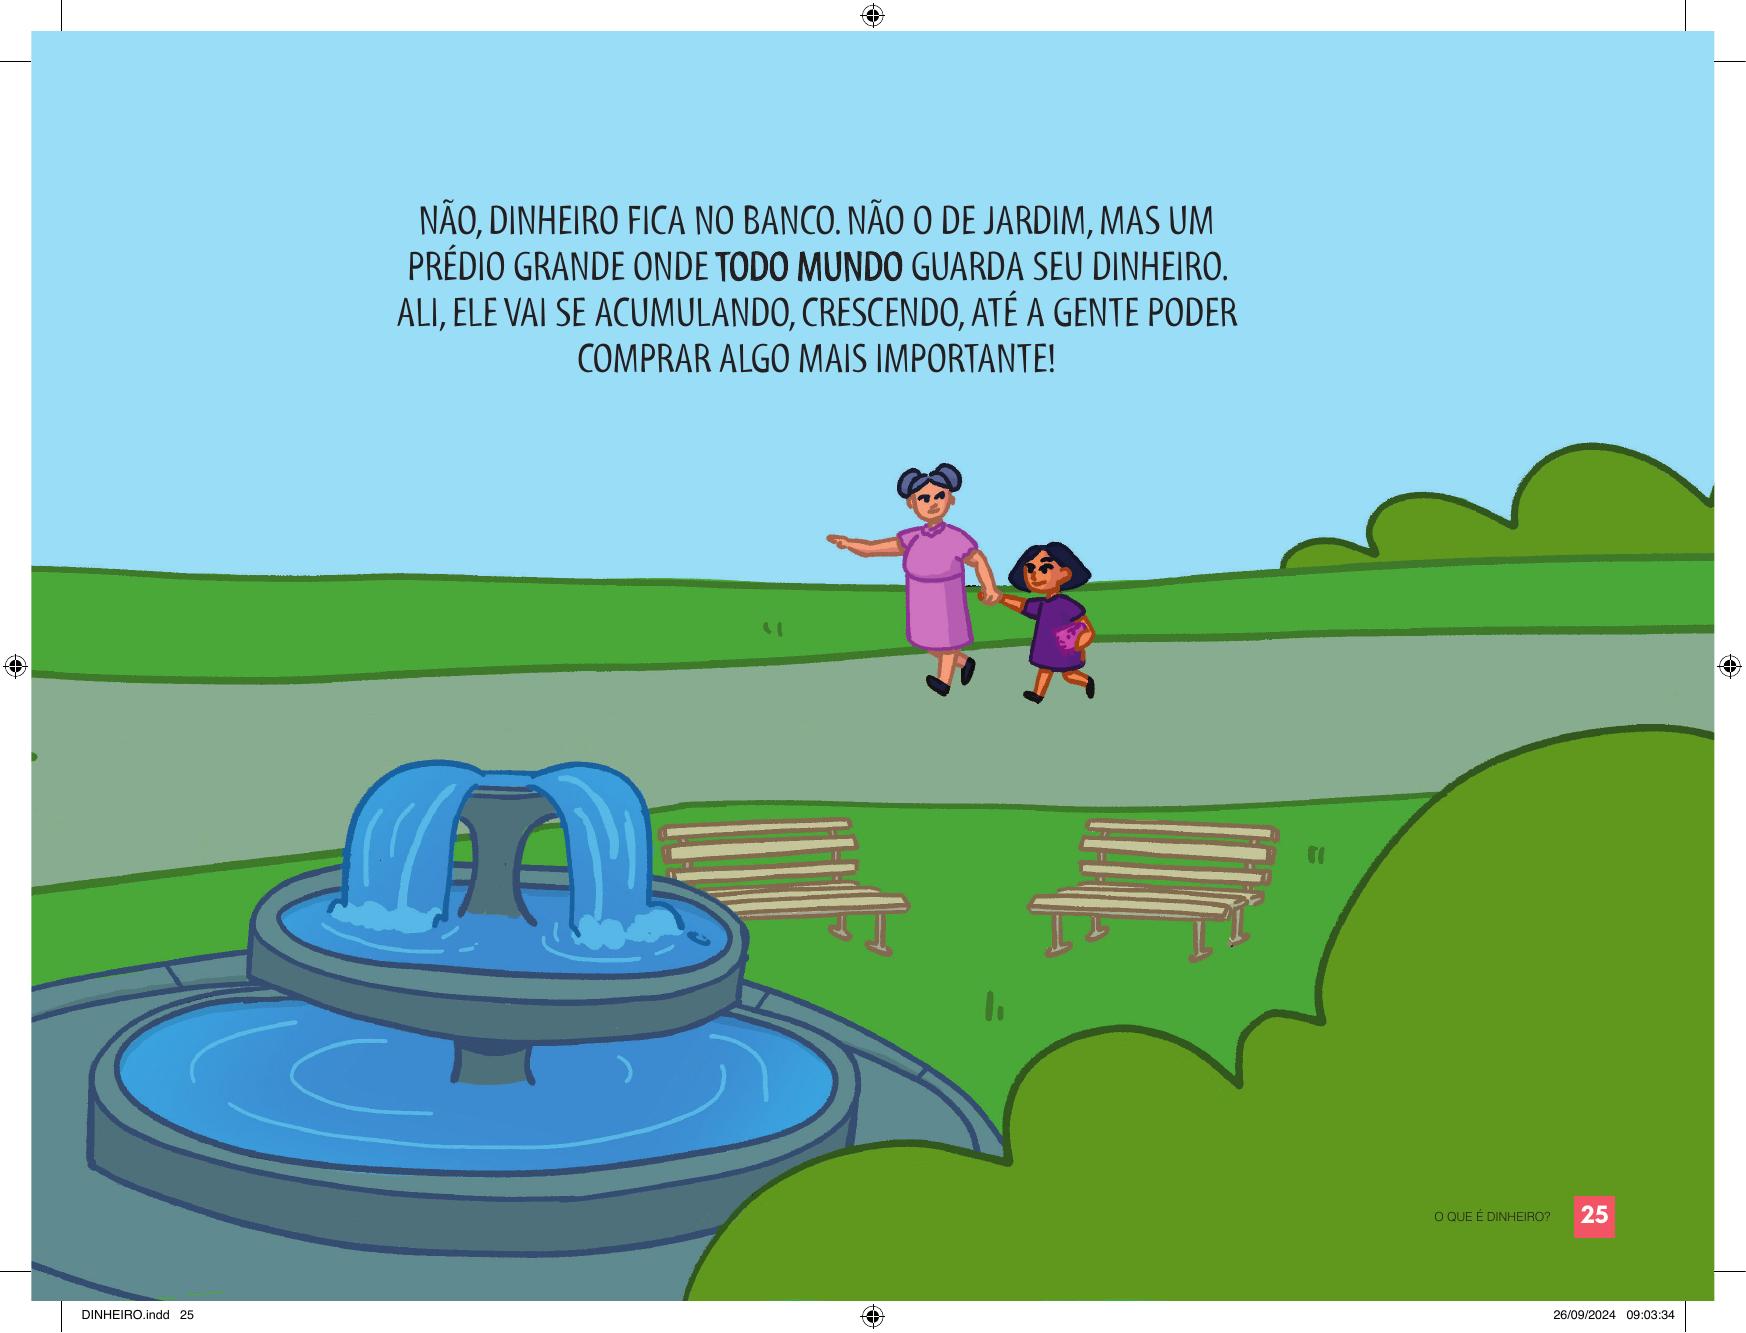 NÃO, DINHEIRO FICA NO BANCO. NÃO O DE JARDIM, MAS UM
PRÉDIO GRANDE ONDE TODO MUNDO GUARDA SEU DINHEIRO.
ALI, ELE VAI SE ACUMULANDO, CRESCENDO, ATÉ A GENTE PODER
COMPRAR ALGO MAIS IMPORTANTE!
O QUE É DINHEIRO? 25
DINHEIRO.indd 25
26/09/2024 09:03:34